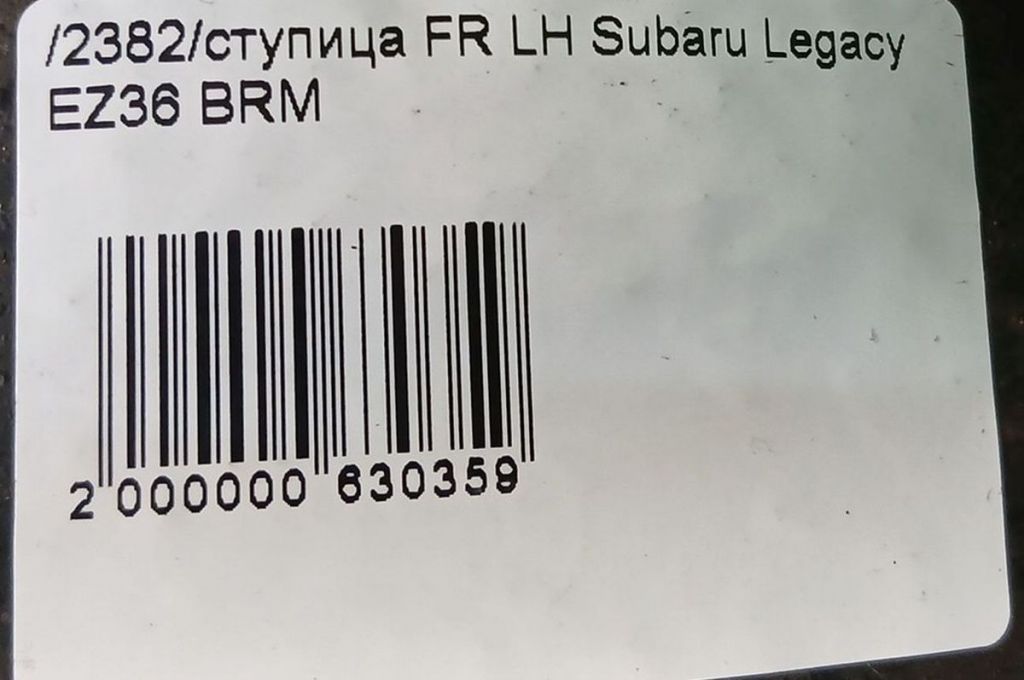 /2382/ступица FR LH Subaru Legacy
EZ36 BRM
2 000000 630359